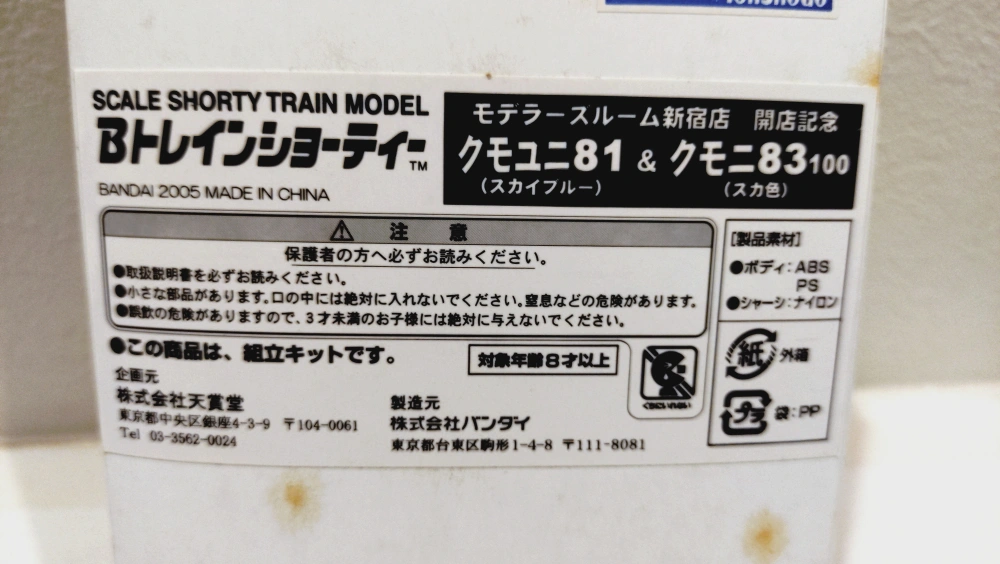 Tenshodo
SCALE SHORTY TRAIN MODEL
Bトレインショーティー™
BANDAI 2005 MADE IN CHINA
モデラースルーム新宿店 開店記念
クモユニ81 & クモニ83100
(スカイブルー) (スカ色)
⚠ 注 意
保護者の方へ必ずお読みください。
●取扱説明書を必ずお読みください。
●小さな部品があります。口の中には絶対に入れないでください。窒息などの危険があります。
●誤飲の危険がありますので、3才未満のお子様には絶対に与えないでください。
●この商品は、組立キットです。
対象年齢8才以上
くちにいれない
企画元
株式会社天賞堂
東京都中央区銀座4-3-9 〒104-0061
Tel 03-3562-0024
製造元
株式会社バンダイ
東京都台東区駒形1-4-8 〒111-8081
[製品素材]
●ボディ:ABS
PS
●シャーシ:ナイロン
紙 外箱
プラ 袋:PP